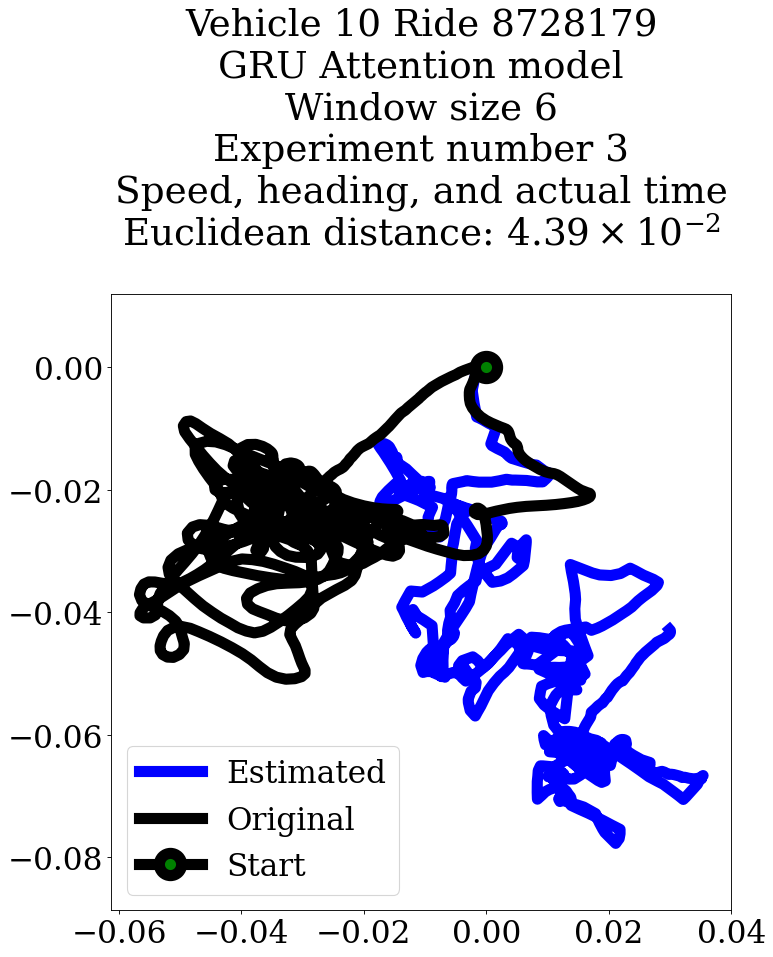 Vehicle 10 Ride 8728179
GRU Attention model
Window size 6
Experiment number 3
Speed, heading, and actual time
Euclidean distance: 4.39 × 10⁻²
0.00
−0.02
−0.04
−0.06
−0.08
Estimated
Original
Start
−0.06 −0.04 −0.02 0.00 0.02 0.04